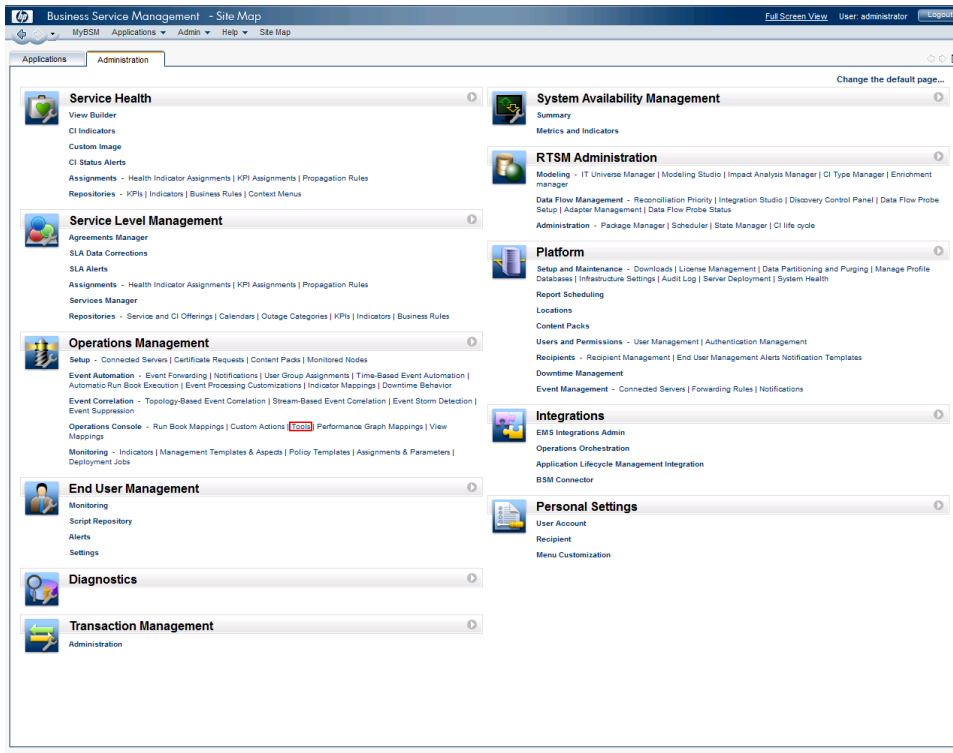 hp Business Service Management - Site Map
Full Screen View User: administrator Logout
MyBSM Applications Admin Help Site Map
Applications Administration
Change the default page...
Service Health
View Builder
CI Indicators
Custom Image
CI Status Alerts
Assignments - Health Indicator Assignments | KPI Assignments | Propagation Rules
Repositories - KPIs | Indicators | Business Rules | Context Menus
Service Level Management
Agreements Manager
SLA Data Corrections
SLA Alerts
Assignments - Health Indicator Assignments | KPI Assignments | Propagation Rules
Services Manager
Repositories - Service and CI Offerings | Calendars | Outage Categories | KPIs | Indicators | Business Rules
Operations Management
Setup - Connected Servers | Certificate Requests | Content Packs | Monitored Nodes
Event Automation - Event Forwarding | Notifications | User Group Assignments | Time-Based Event Automation |
Automatic Run Book Execution | Event Processing Customizations | Indicator Mappings | Downtime Behavior
Event Correlation - Topology-Based Event Correlation | Stream-Based Event Correlation | Event Storm Detection |
Event Suppression
Operations Console - Run Book Mappings | Custom Actions | Tools | Performance Graph Mappings | View
Mappings
Monitoring - Indicators | Management Templates & Aspects | Policy Templates | Assignments & Parameters |
Deployment Jobs
End User Management
Monitoring
Script Repository
Alerts
Settings
Diagnostics
Transaction Management
Administration
System Availability Management
Summary
Metrics and Indicators
RTSM Administration
Modeling - IT Universe Manager | Modeling Studio | Impact Analysis Manager | CI Type Manager | Enrichment
manager
Data Flow Management - Reconciliation Priority | Integration Studio | Discovery Control Panel | Data Flow Probe
Setup | Adapter Management | Data Flow Probe Status
Administration - Package Manager | Scheduler | State Manager | CI life cycle
Platform
Setup and Maintenance - Downloads | License Management | Data Partitioning and Purging | Manage Profile
Databases | Infrastructure Settings | Audit Log | Server Deployment | System Health
Report Scheduling
Locations
Content Packs
Users and Permissions - User Management | Authentication Management
Recipients - Recipient Management | End User Management Alerts Notification Templates
Downtime Management
Event Management - Connected Servers | Forwarding Rules | Notifications
Integrations
EMS Integrations Admin
Operations Orchestration
Application Lifecycle Management Integration
BSM Connector
Personal Settings
User Account
Recipient
Menu Customization